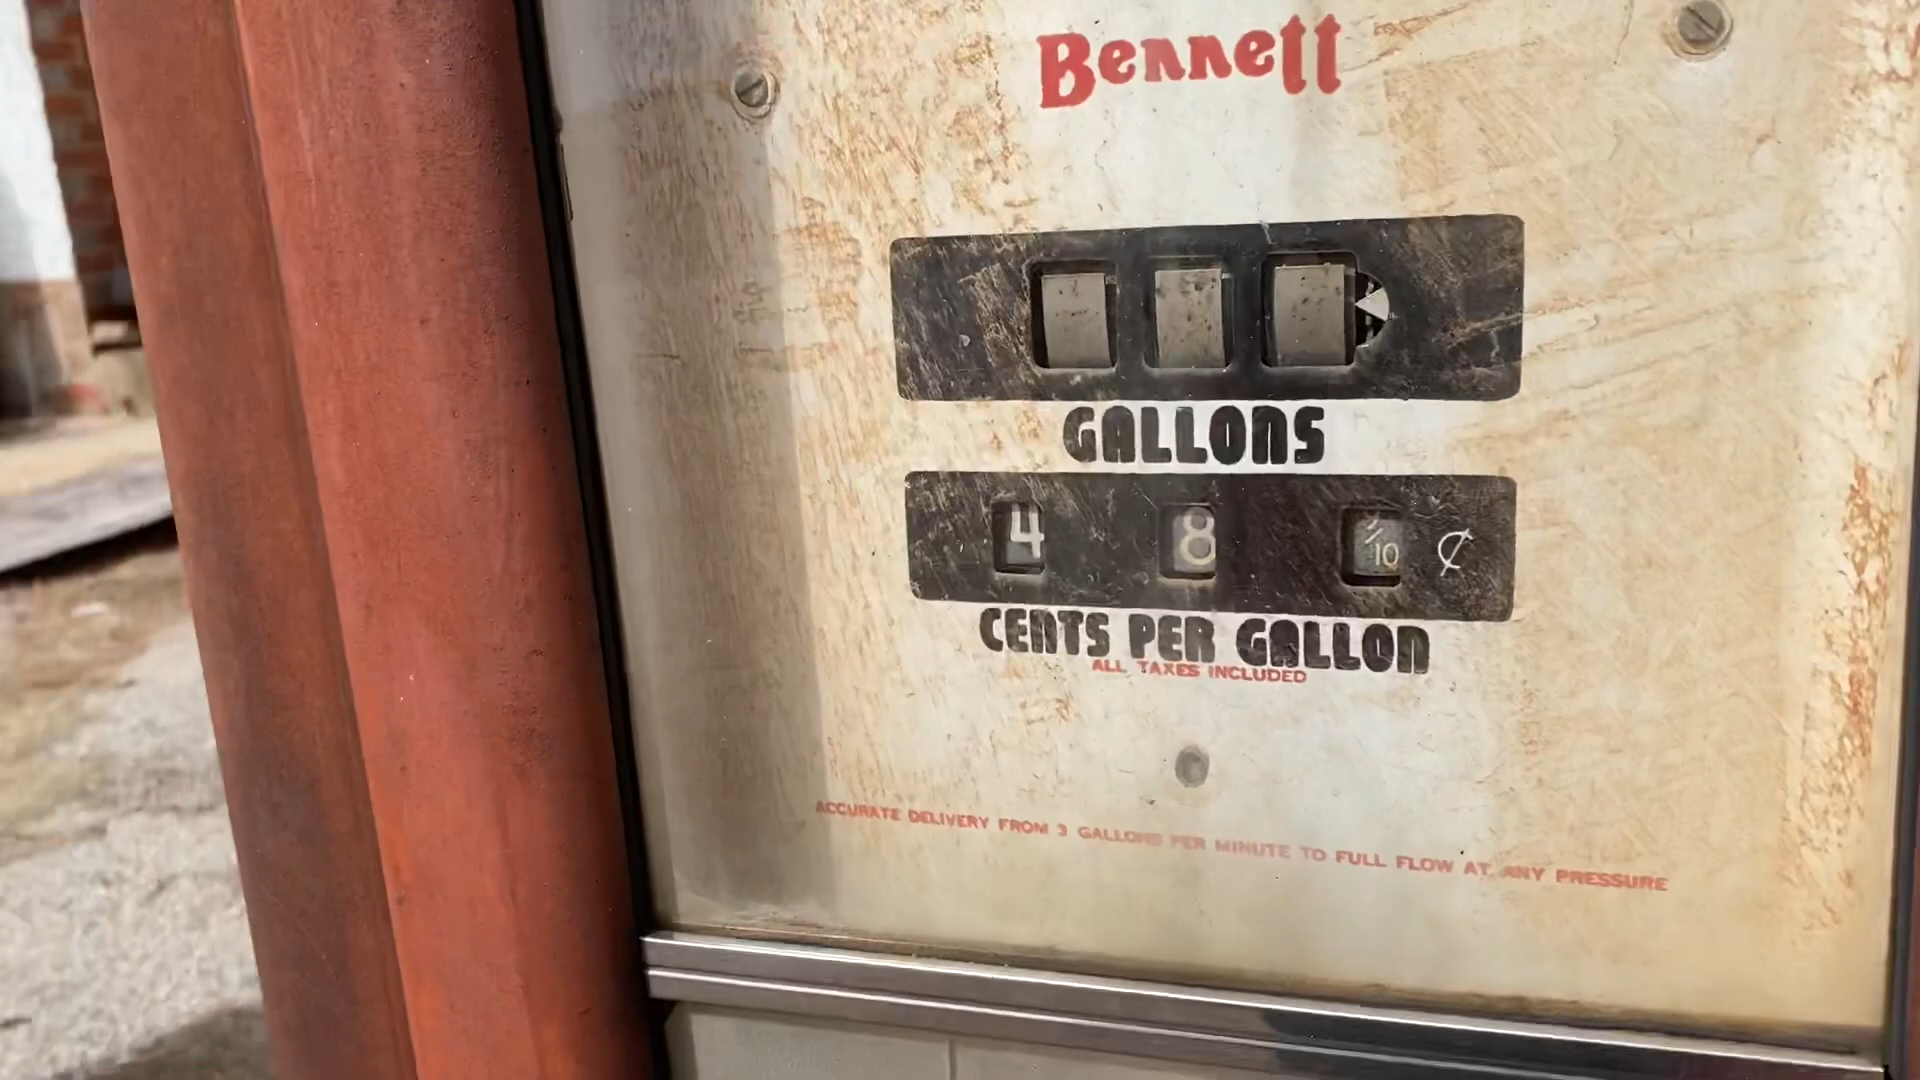 Bennett
GALLONS
4 8 /10 ¢
CENTS PER GALLON
ALL TAXES INCLUDED
ACCURATE DELIVERY FROM 3 GALLONS PER MINUTE TO FULL FLOW AT ANY PRESSURE